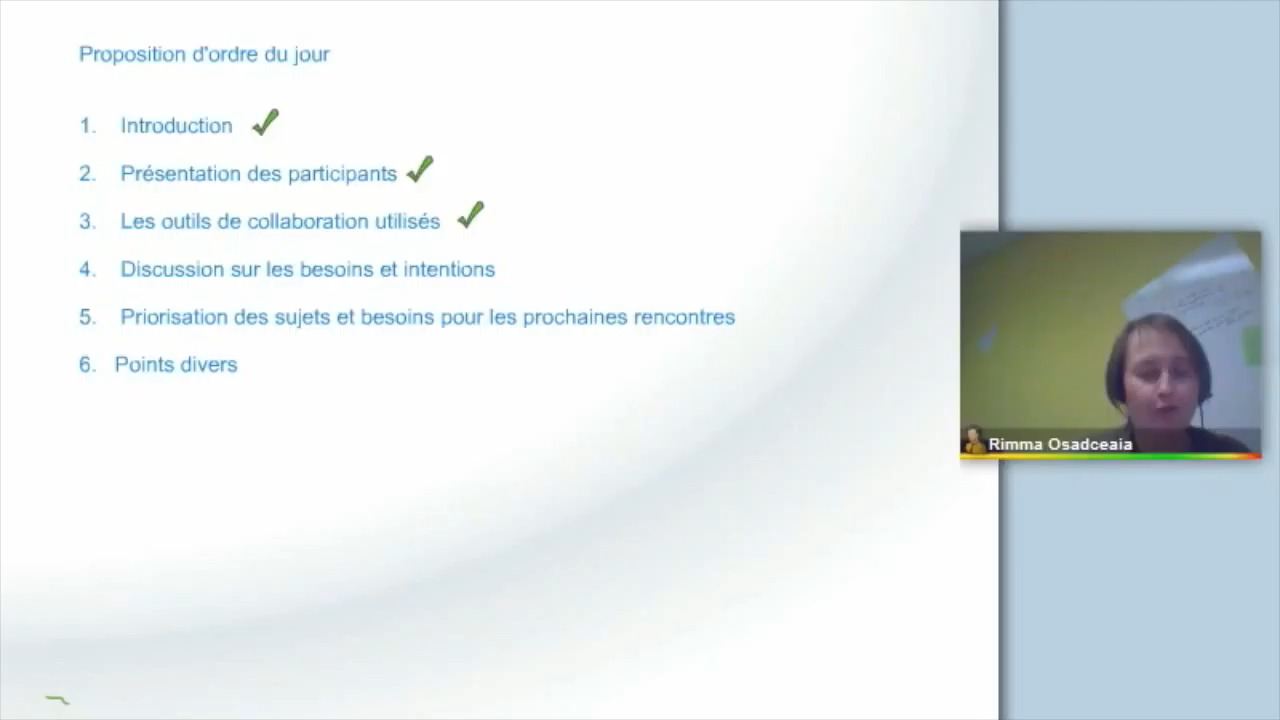 Proposition d'ordre du jour
1. Introduction
2. Présentation des participants
3. Les outils de collaboration utilisés
4. Discussion sur les besoins et intentions
5. Priorisation des sujets et besoins pour les prochaines rencontres
6. Points divers
Rimma Osadceaia